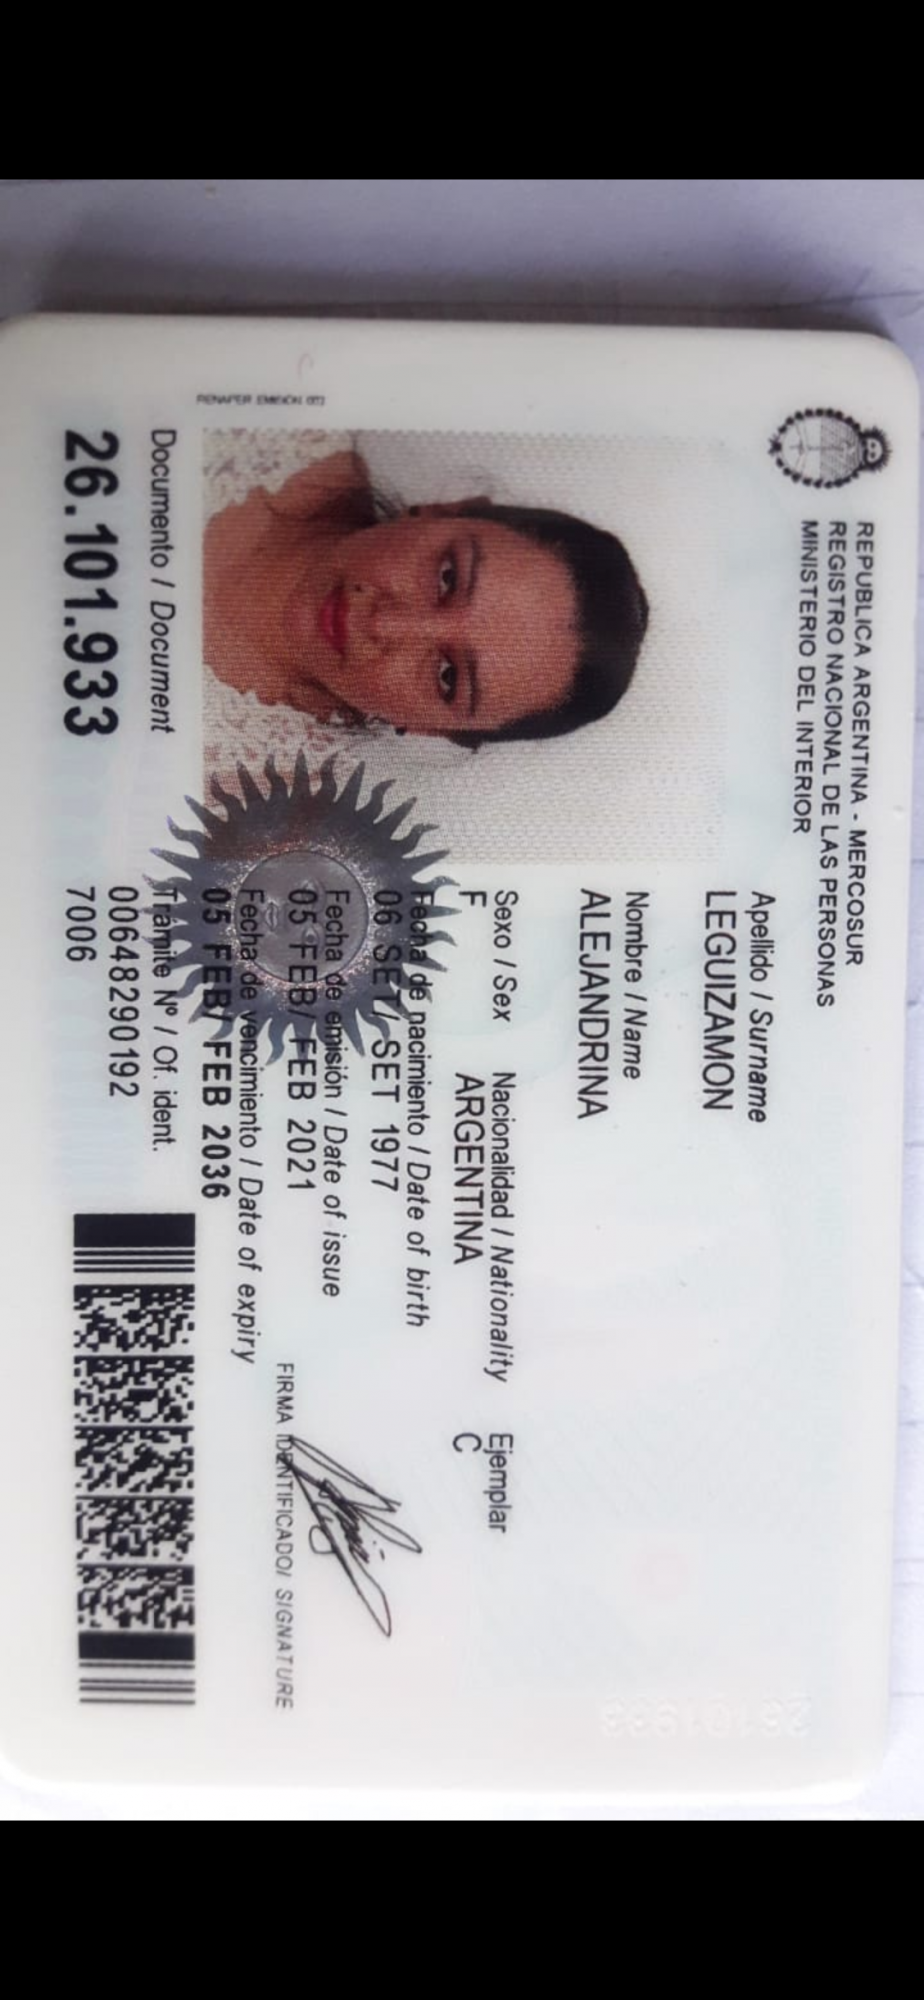 REPUBLICA ARGENTINA - MERCOSUR
REGISTRO NACIONAL DE LAS PERSONAS
MINISTERIO DEL INTERIOR
Apellido / Surname
LEGUIZAMON
Nombre / Name
ALEJANDRINA
Sexo / Sex Nacionalidad / Nationality Ejemplar
F ARGENTINA C
Fecha de nacimiento / Date of birth
06 SET/ SET 1977
Fecha de emisión / Date of issue
05 FEB/ FEB 2021
Fecha de vencimiento / Date of expiry
05 FEB/ FEB 2036
FIRMA IDENTIFICADO/ SIGNATURE
RENAPER EMISION
Documento / Document
26.101.933
Trámite Nº / Of. ident.
00648290192
7006
26101933